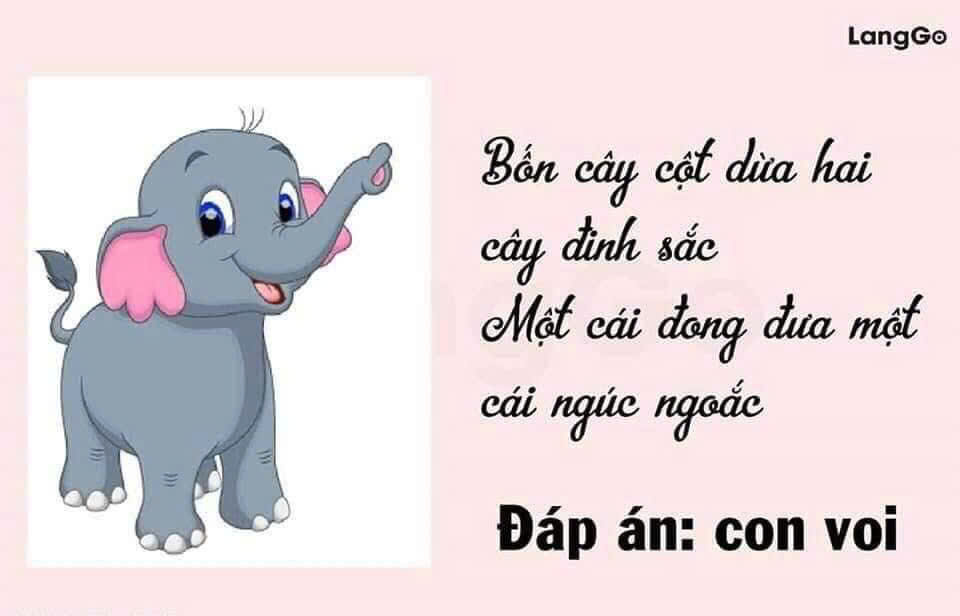 LangGo
Bốn cây cột dừa hai
cây đinh sắc
Một cái đong đưa một
cái ngúc ngoắc
Đáp án: con voi